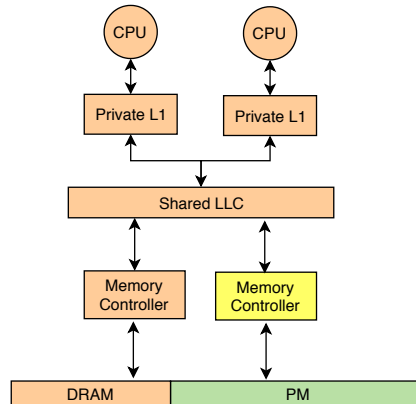 CPU
CPU
Private L1
Private L1
Shared LLC
Memory
Controller
Memory
Controller
DRAM
PM